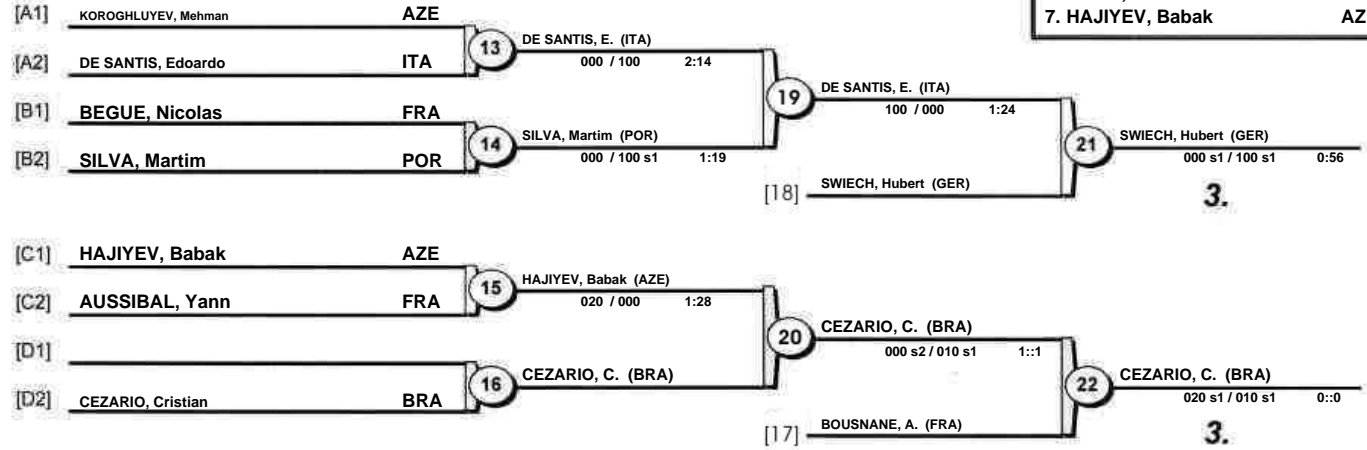 7. HAJIYEV, Babak AZ
[A1] KOROGHLUYEV, Mehman AZE
13 DE SANTIS, E. (ITA)
000 / 100 2:14
[A2] DE SANTIS, Edoardo ITA
19 DE SANTIS, E. (ITA)
100 / 000 1:24
[B1] BEGUE, Nicolas FRA
14 SILVA, Martim (POR)
000 / 100 s1 1:19
[B2] SILVA, Martim POR
21 SWIECH, Hubert (GER)
000 s1 / 100 s1 0:56
[18] SWIECH, Hubert (GER)
3.
[C1] HAJIYEV, Babak AZE
15 HAJIYEV, Babak (AZE)
020 / 000 1:28
[C2] AUSSIBAL, Yann FRA
20 CEZARIO, C. (BRA)
000 s2 / 010 s1 1::1
[D1]
16 CEZARIO, C. (BRA)
[D2] CEZARIO, Cristian BRA
22 CEZARIO, C. (BRA)
020 s1 / 010 s1 0::0
[17] BOUSNANE, A. (FRA)
3.